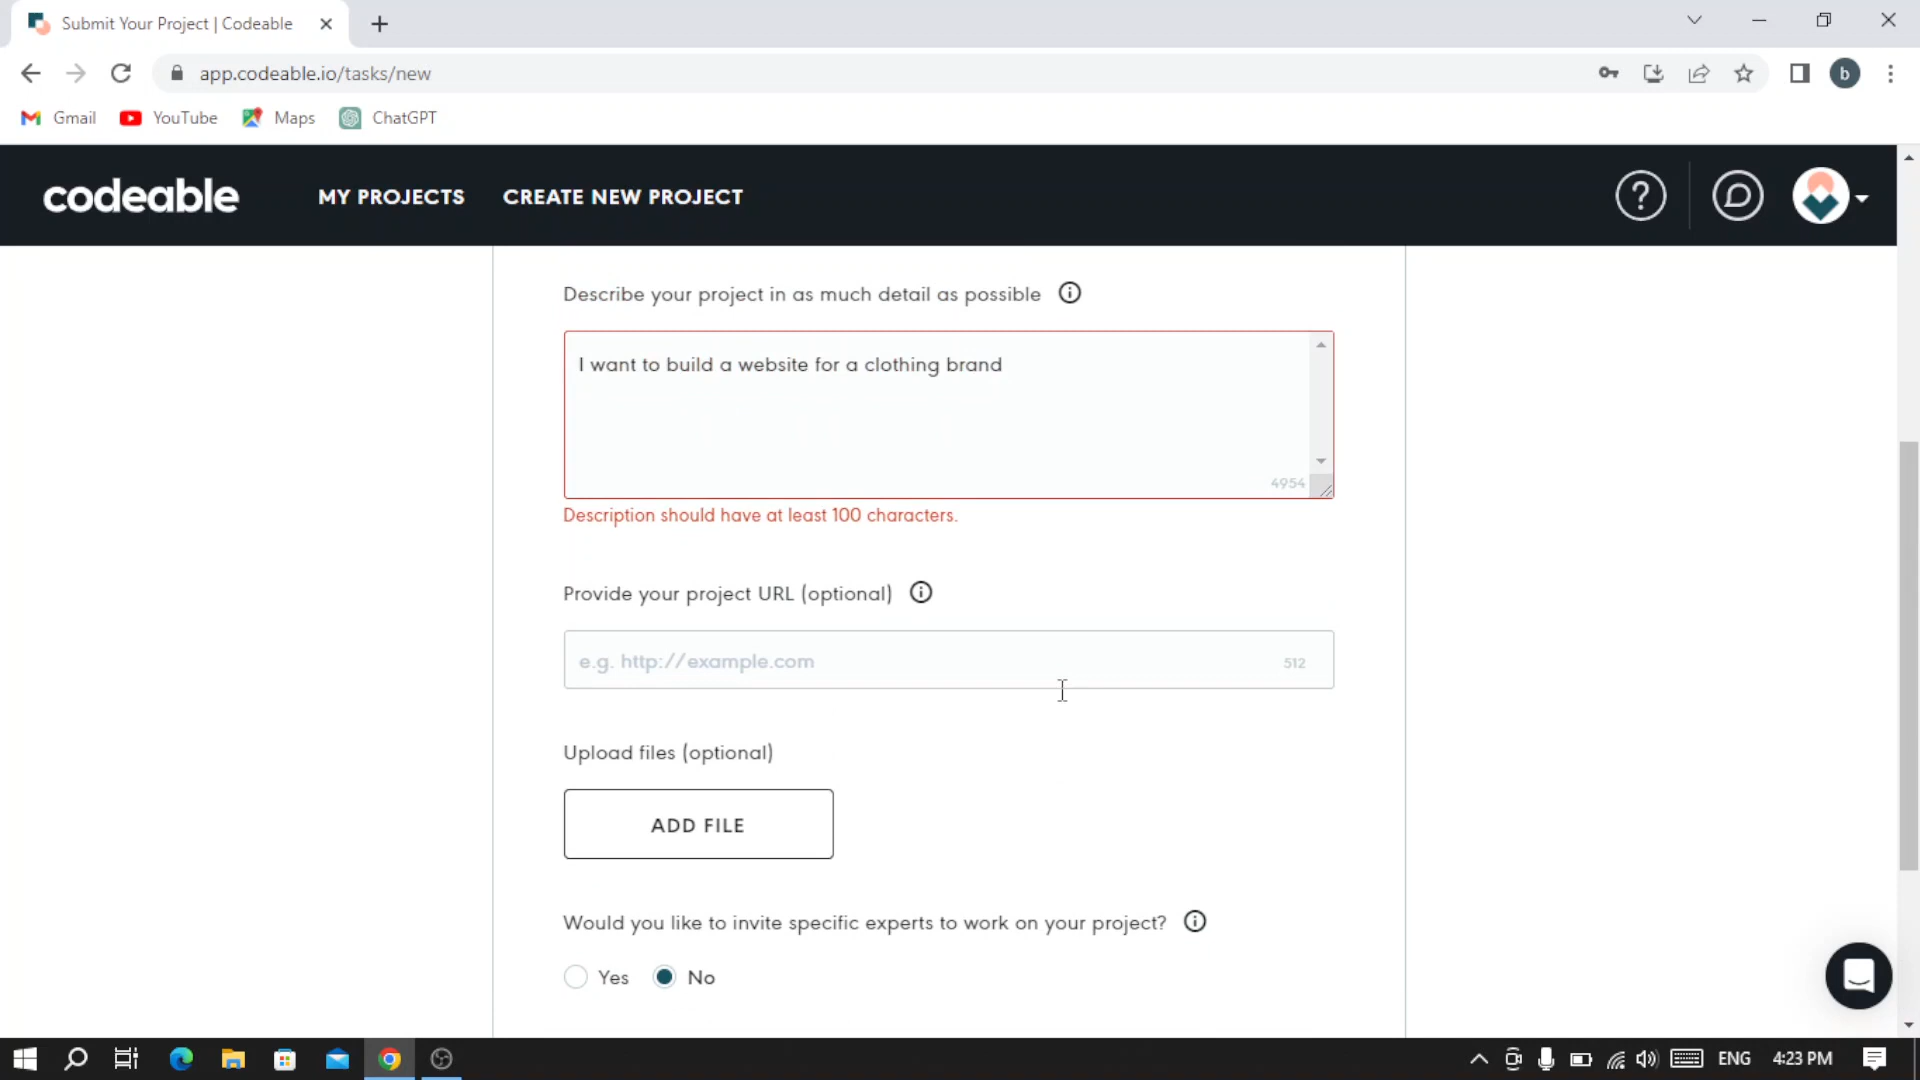 Submit Your Project | Codeable
app.codeable.io/tasks/new
b
Gmail YouTube Maps ChatGPT
codeable MY PROJECTS CREATE NEW PROJECT ?
Describe your project in as much detail as possible
I want to build a website for a clothing brand
4954
Description should have at least 100 characters.
Provide your project URL (optional)
e.g. http://example.com 512
Upload files (optional)
ADD FILE
Would you like to invite specific experts to work on your project?
Yes No
ENG 4:23 PM